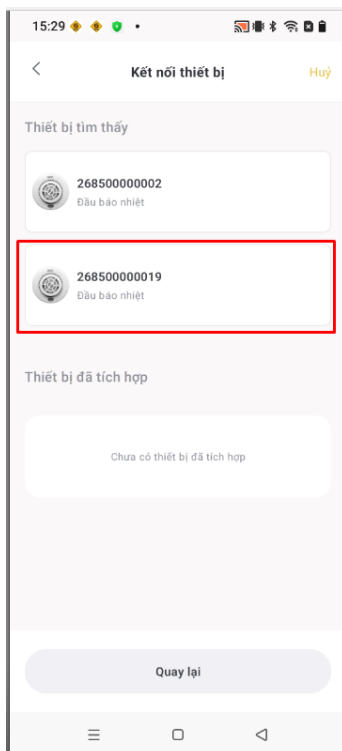 15:29
Kết nối thiết bị
Huỷ
Thiết bị tìm thấy
268500000002
Đầu báo nhiệt
268500000019
Đầu báo nhiệt
Thiết bị đã tích hợp
Chưa có thiết bị đã tích hợp
Quay lại